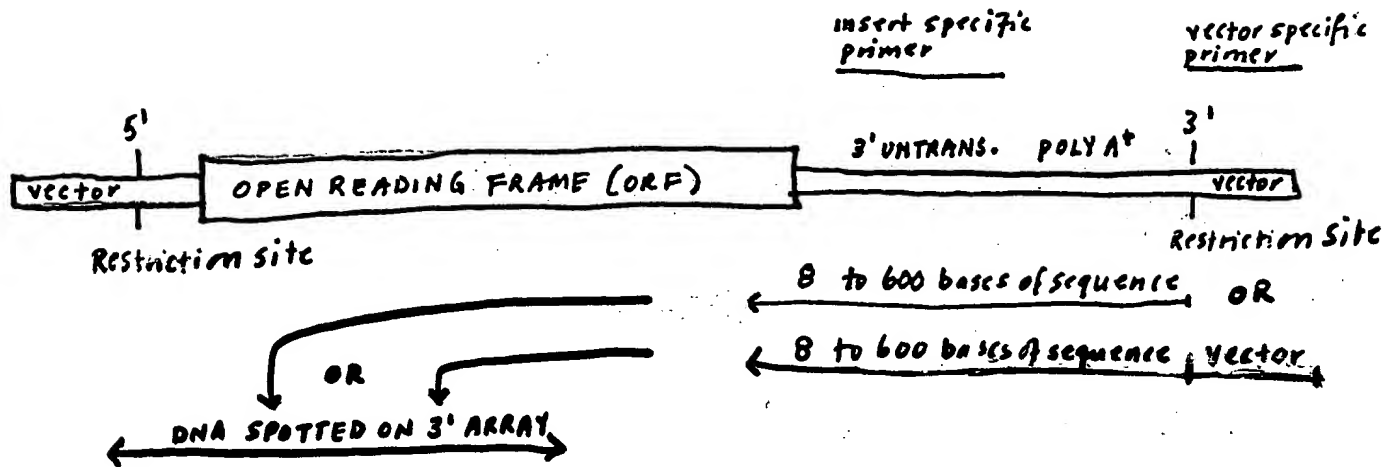 insert specific
primer
vector specific
primer
5'
3' UNTRANS. POLY A+
3'
vector
OPEN READING FRAME (ORF)
vector
Restriction site
Restriction Site
8 to 600 bases of sequence OR
8 to 600 bases of sequence vector
OR
DNA SPOTTED ON 3' ARRAY